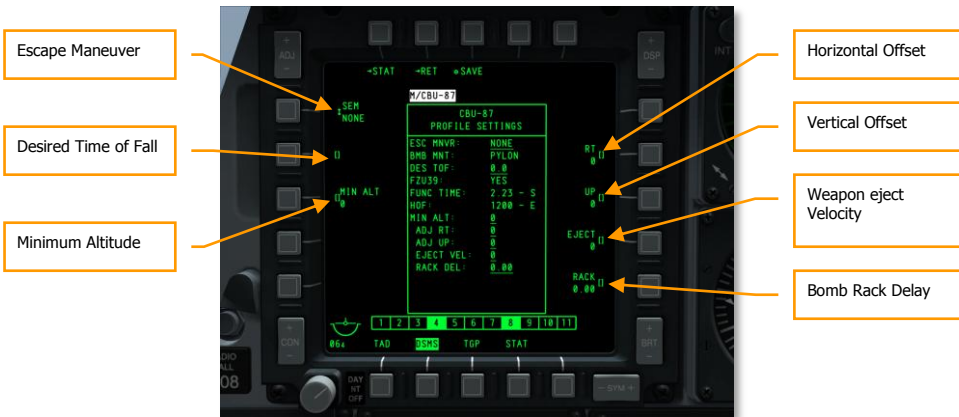 Escape Maneuver
Desired Time of Fall
Minimum Altitude
Horizontal Offset
Vertical Offset
Weapon eject
Velocity
Bomb Rack Delay
ADJ
DSP
INT
→STAT →RET SAVE
M/CBU-87
SEM
NONE
CBU-87
PROFILE SETTINGS
ESC MNVR: NONE
BMB MNT: PYLON
DES TOF: 0.0
FZU39: YES
FUNC TIME: 2.23 - S
HOF: 1200 - E
MIN ALT: 0
ADJ RT: 0
ADJ UP: 0
EJECT VEL: 0
RACK DEL: 0.00
MIN ALT
0
RT
0
UP
0
EJECT
0
RACK
0.00
1 2 3 4 5 6 7 8 9 10 11
TAD DSMS TGP STAT
CON
BRT
DAY
NT
OFF
- SYM +
ALL
08